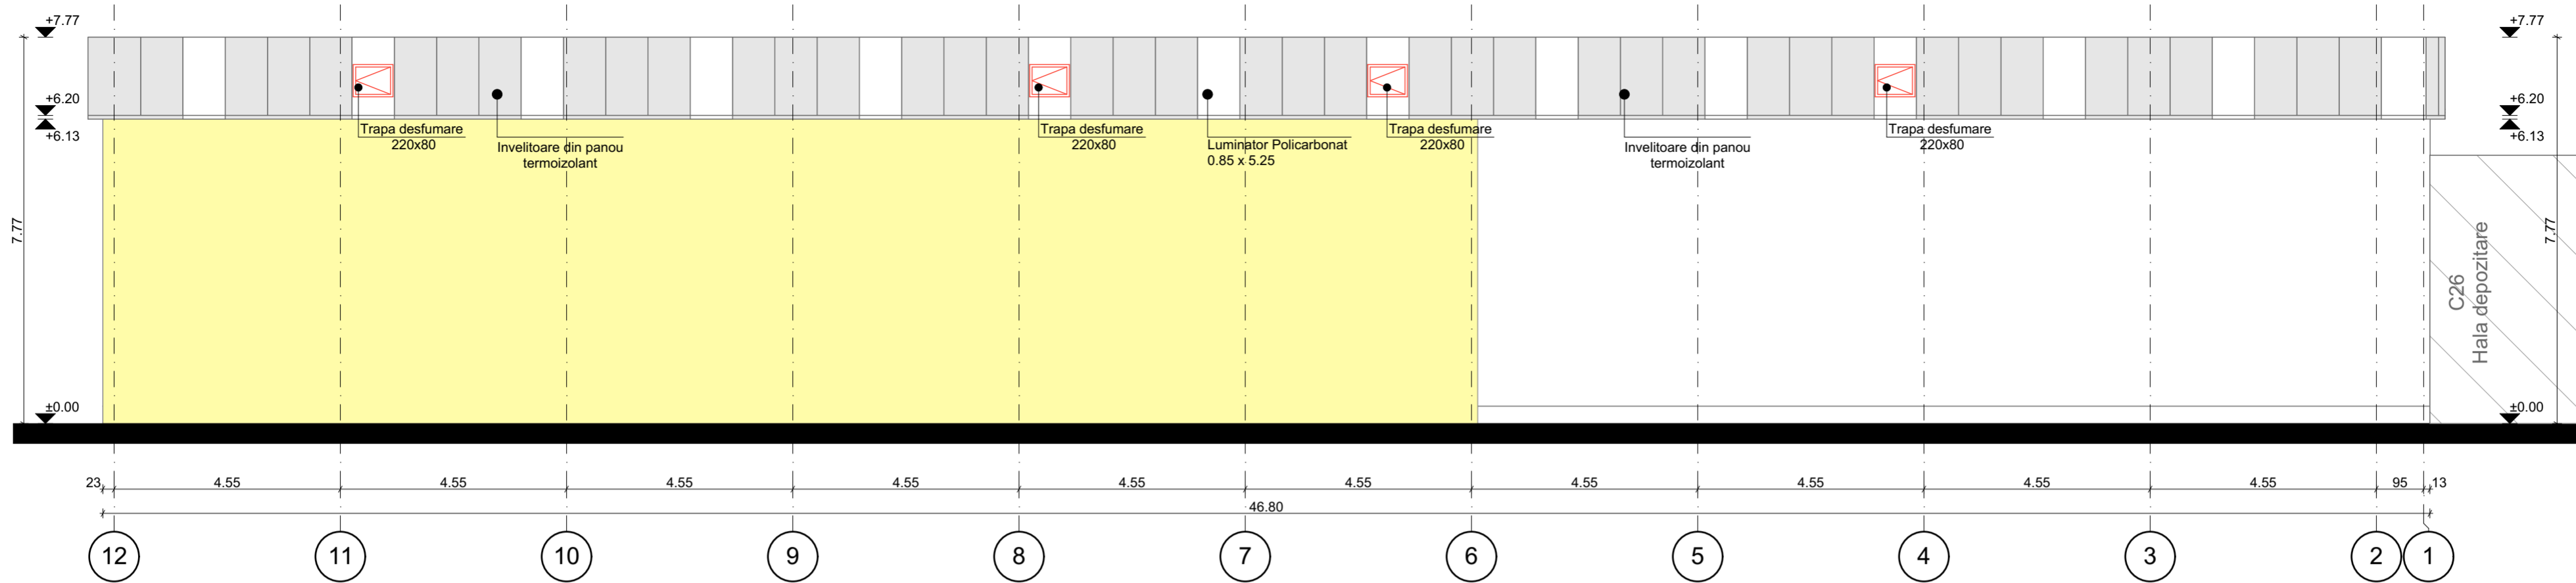 +7.77
+7.77
+6.20
+6.20
+6.13
+6.13
Trapa desfumare
220x80
Invelitoare din panou
termoizolant
Trapa desfumare
220x80
Luminator Policarbonat
0.85 x 5.25
Trapa desfumare
220x80
Invelitoare din panou
termoizolant
Trapa desfumare
220x80
7.77
7.77
C26
Hala depozitare
±0.00
±0.00
23 4.55 4.55 4.55 4.55 4.55 4.55 4.55 4.55 4.55 4.55 95 13
46.80
12 11 10 9 8 7 6 5 4 3 2 1